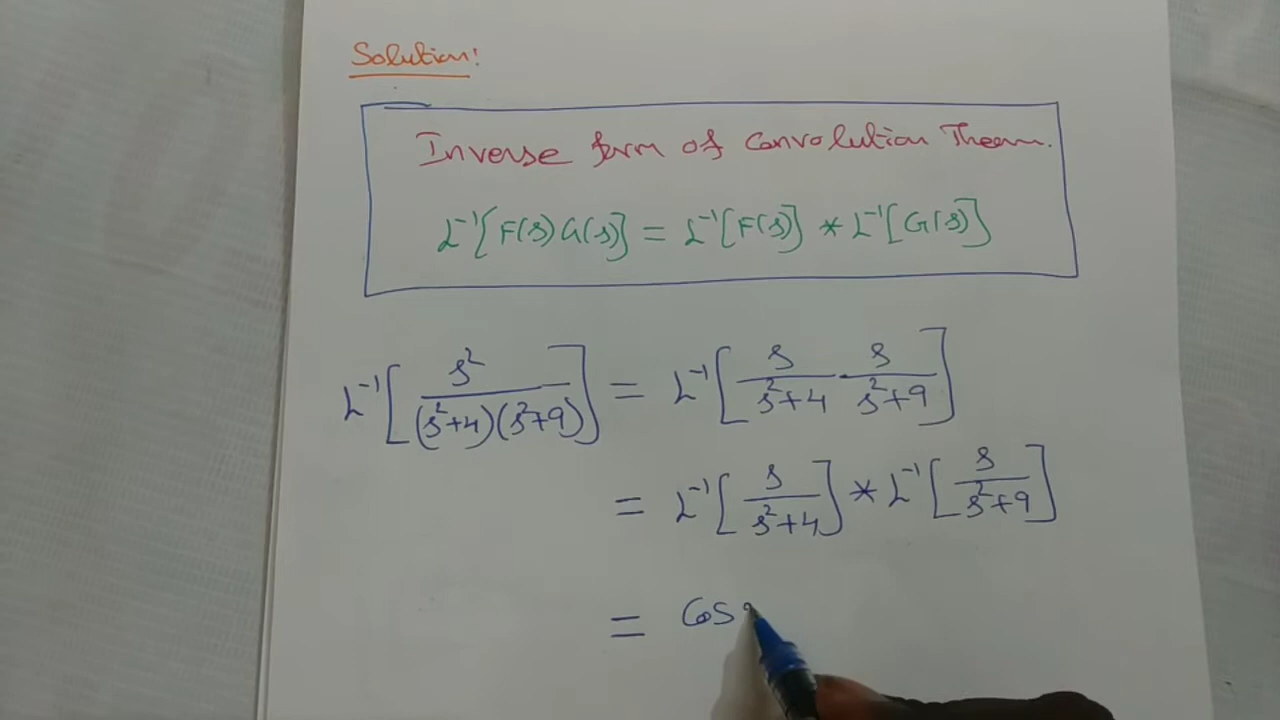 Solution:
Inverse form of Convolution Theorem.
L⁻¹[F(s)G(s)] = L⁻¹[F(s)] * L⁻¹[G(s)]
L⁻¹[s²/(s²+4)(s²+9)] = L⁻¹[s/s²+4 · s/s²+9]
= L⁻¹[s/s²+4] * L⁻¹[s/s²+9]
= Cos